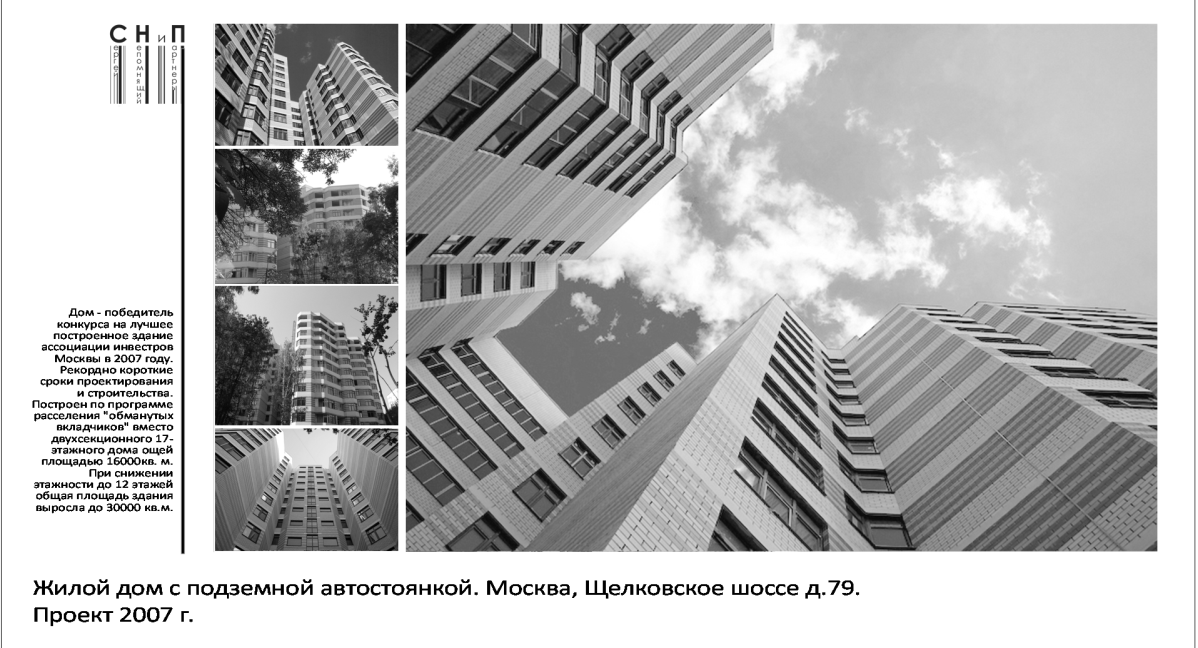 СНиП
Сергей
Непомнящий
и
Партнеры
Дом - победитель
конкурса на лучшее
построенное здание
ассоциации инвестров
Москвы в 2007 году.
Рекордно короткие
сроки проектирования
и строительства.
Построен по программе
расселения "обманутых
вкладчиков" вместо
двухсекционного 17-
этажного дома ощей
площадью 16000кв. м.
При снижении
этажности до 12 этажей
общая площадь здания
выросла до 30000 кв.м.
Жилой дом с подземной автостоянкой. Москва, Щелковское шоссе д.79.
Проект 2007 г.